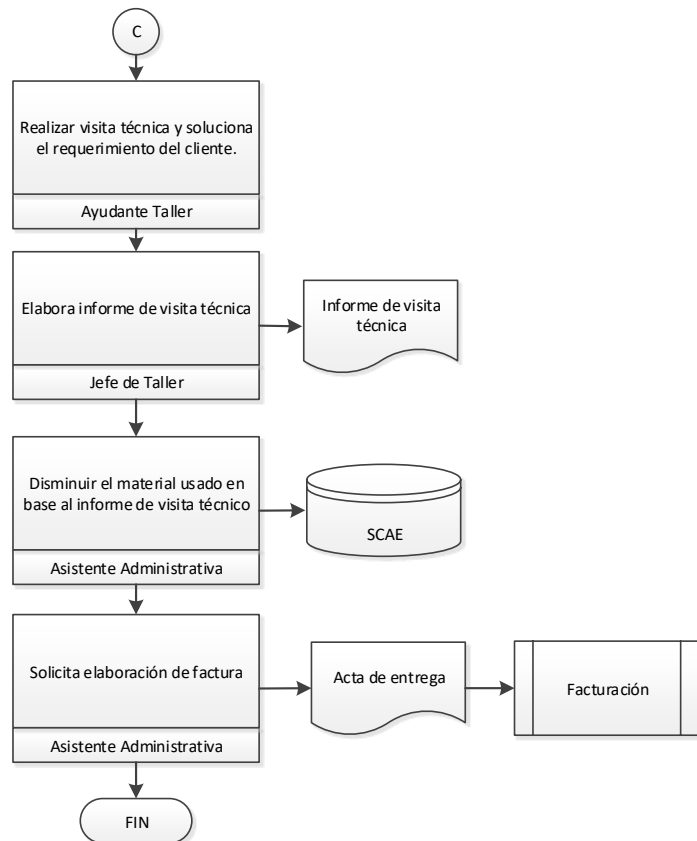 C
Realizar visita técnica y soluciona
el requerimiento del cliente.
Ayudante Taller
Elabora informe de visita técnica
Informe de visita
técnica
Jefe de Taller
Disminuir el material usado en
base al informe de visita técnico
SCAE
Asistente Administrativa
Solicita elaboración de factura
Acta de entrega
Facturación
Asistente Administrativa
FIN